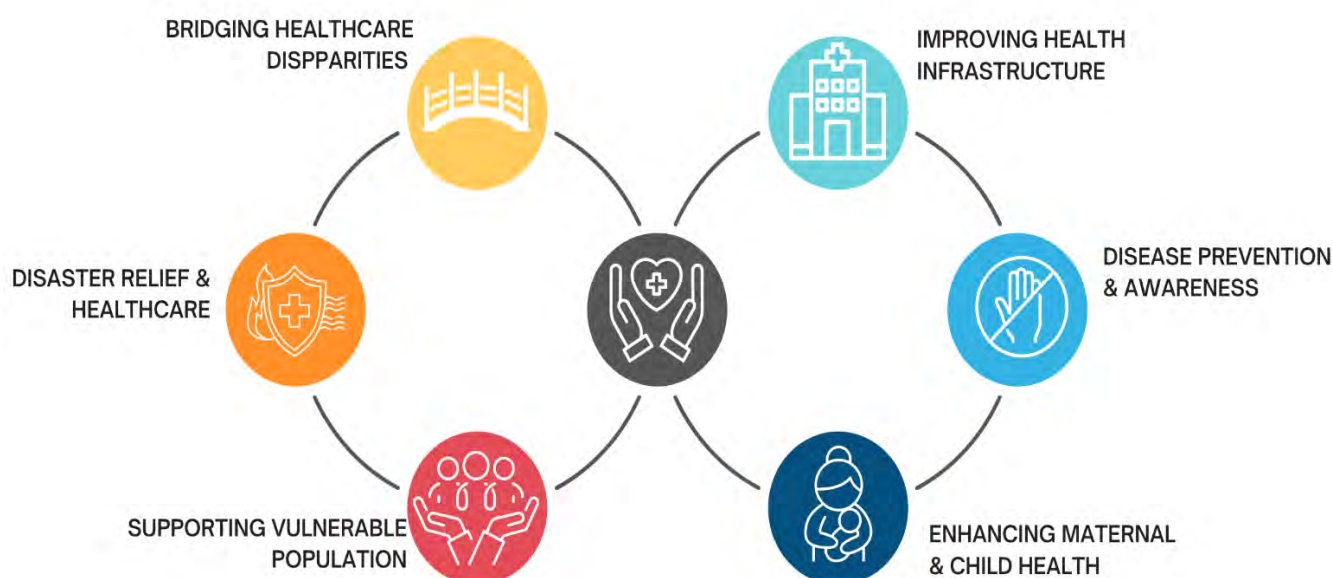 BRIDGING HEALTHCARE
DISPPARITIES
IMPROVING HEALTH
INFRASTRUCTURE
DISASTER RELIEF &
HEALTHCARE
DISEASE PREVENTION
& AWARENESS
SUPPORTING VULNERABLE
POPULATION
ENHANCING MATERNAL
& CHILD HEALTH